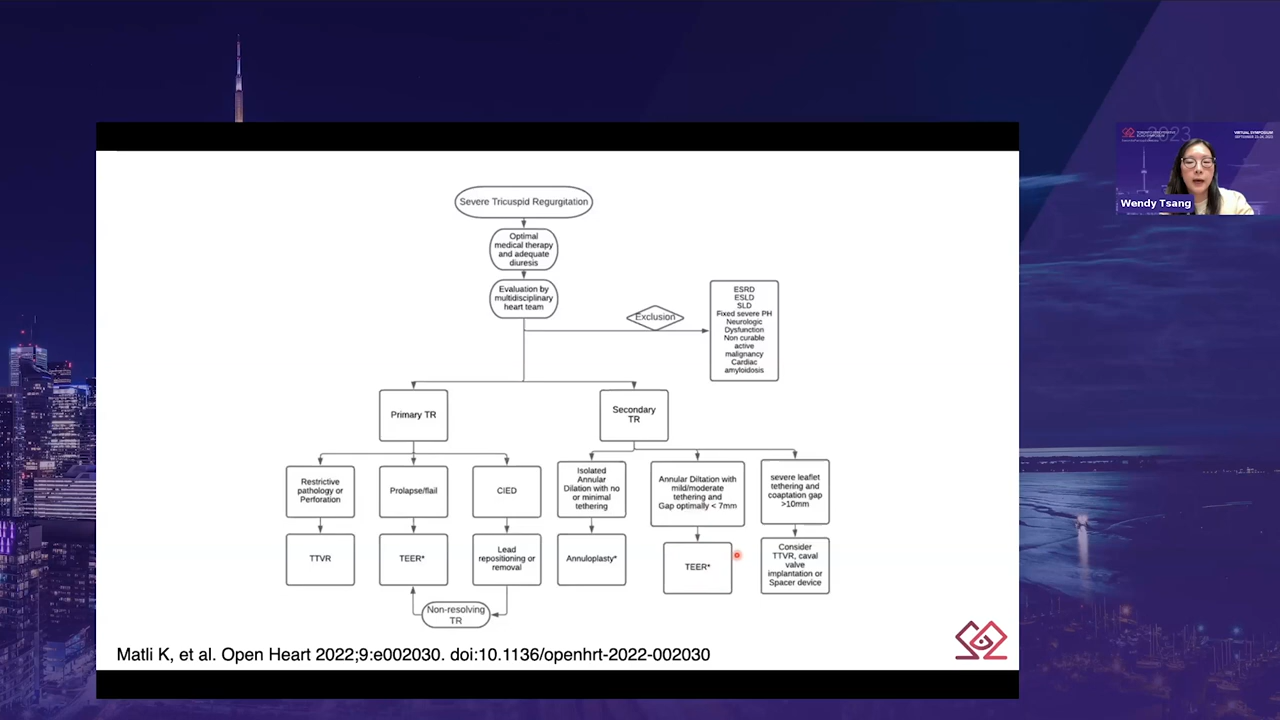 2023
VIRTUAL SYMPOSIUM
Wendy Tsang
Severe Tricuspid Regurgitation
Optimal
medical therapy
and adequate
diuresis
Evaluation by
multidisciplinary
heart team
Exclusion
ESRD
ESLD
SLD
Fixed severe PH
Neurologic
Dysfunction
Non curable
active
malignancy
Cardiac
amyloidosis
Primary TR
Secondary
TR
Restrictive
pathology or
Perforation
Prolapse/flail
CIED
Isolated
Annular
Dilation with no
or minimal
tethering
Annular Diltation with
mild/moderate
tethering and
Gap optimally < 7mm
severe leaflet
tethering and
coaptation gap
>10mm
TTVR
TEER*
Lead
repositioning or
removal
Annuloplasty*
TEER*
Consider
TTVR, caval
valve
implantation or
Spacer device
Non-resolving
TR
Matli K, et al. Open Heart 2022;9:e002030. doi:10.1136/openhrt-2022-002030